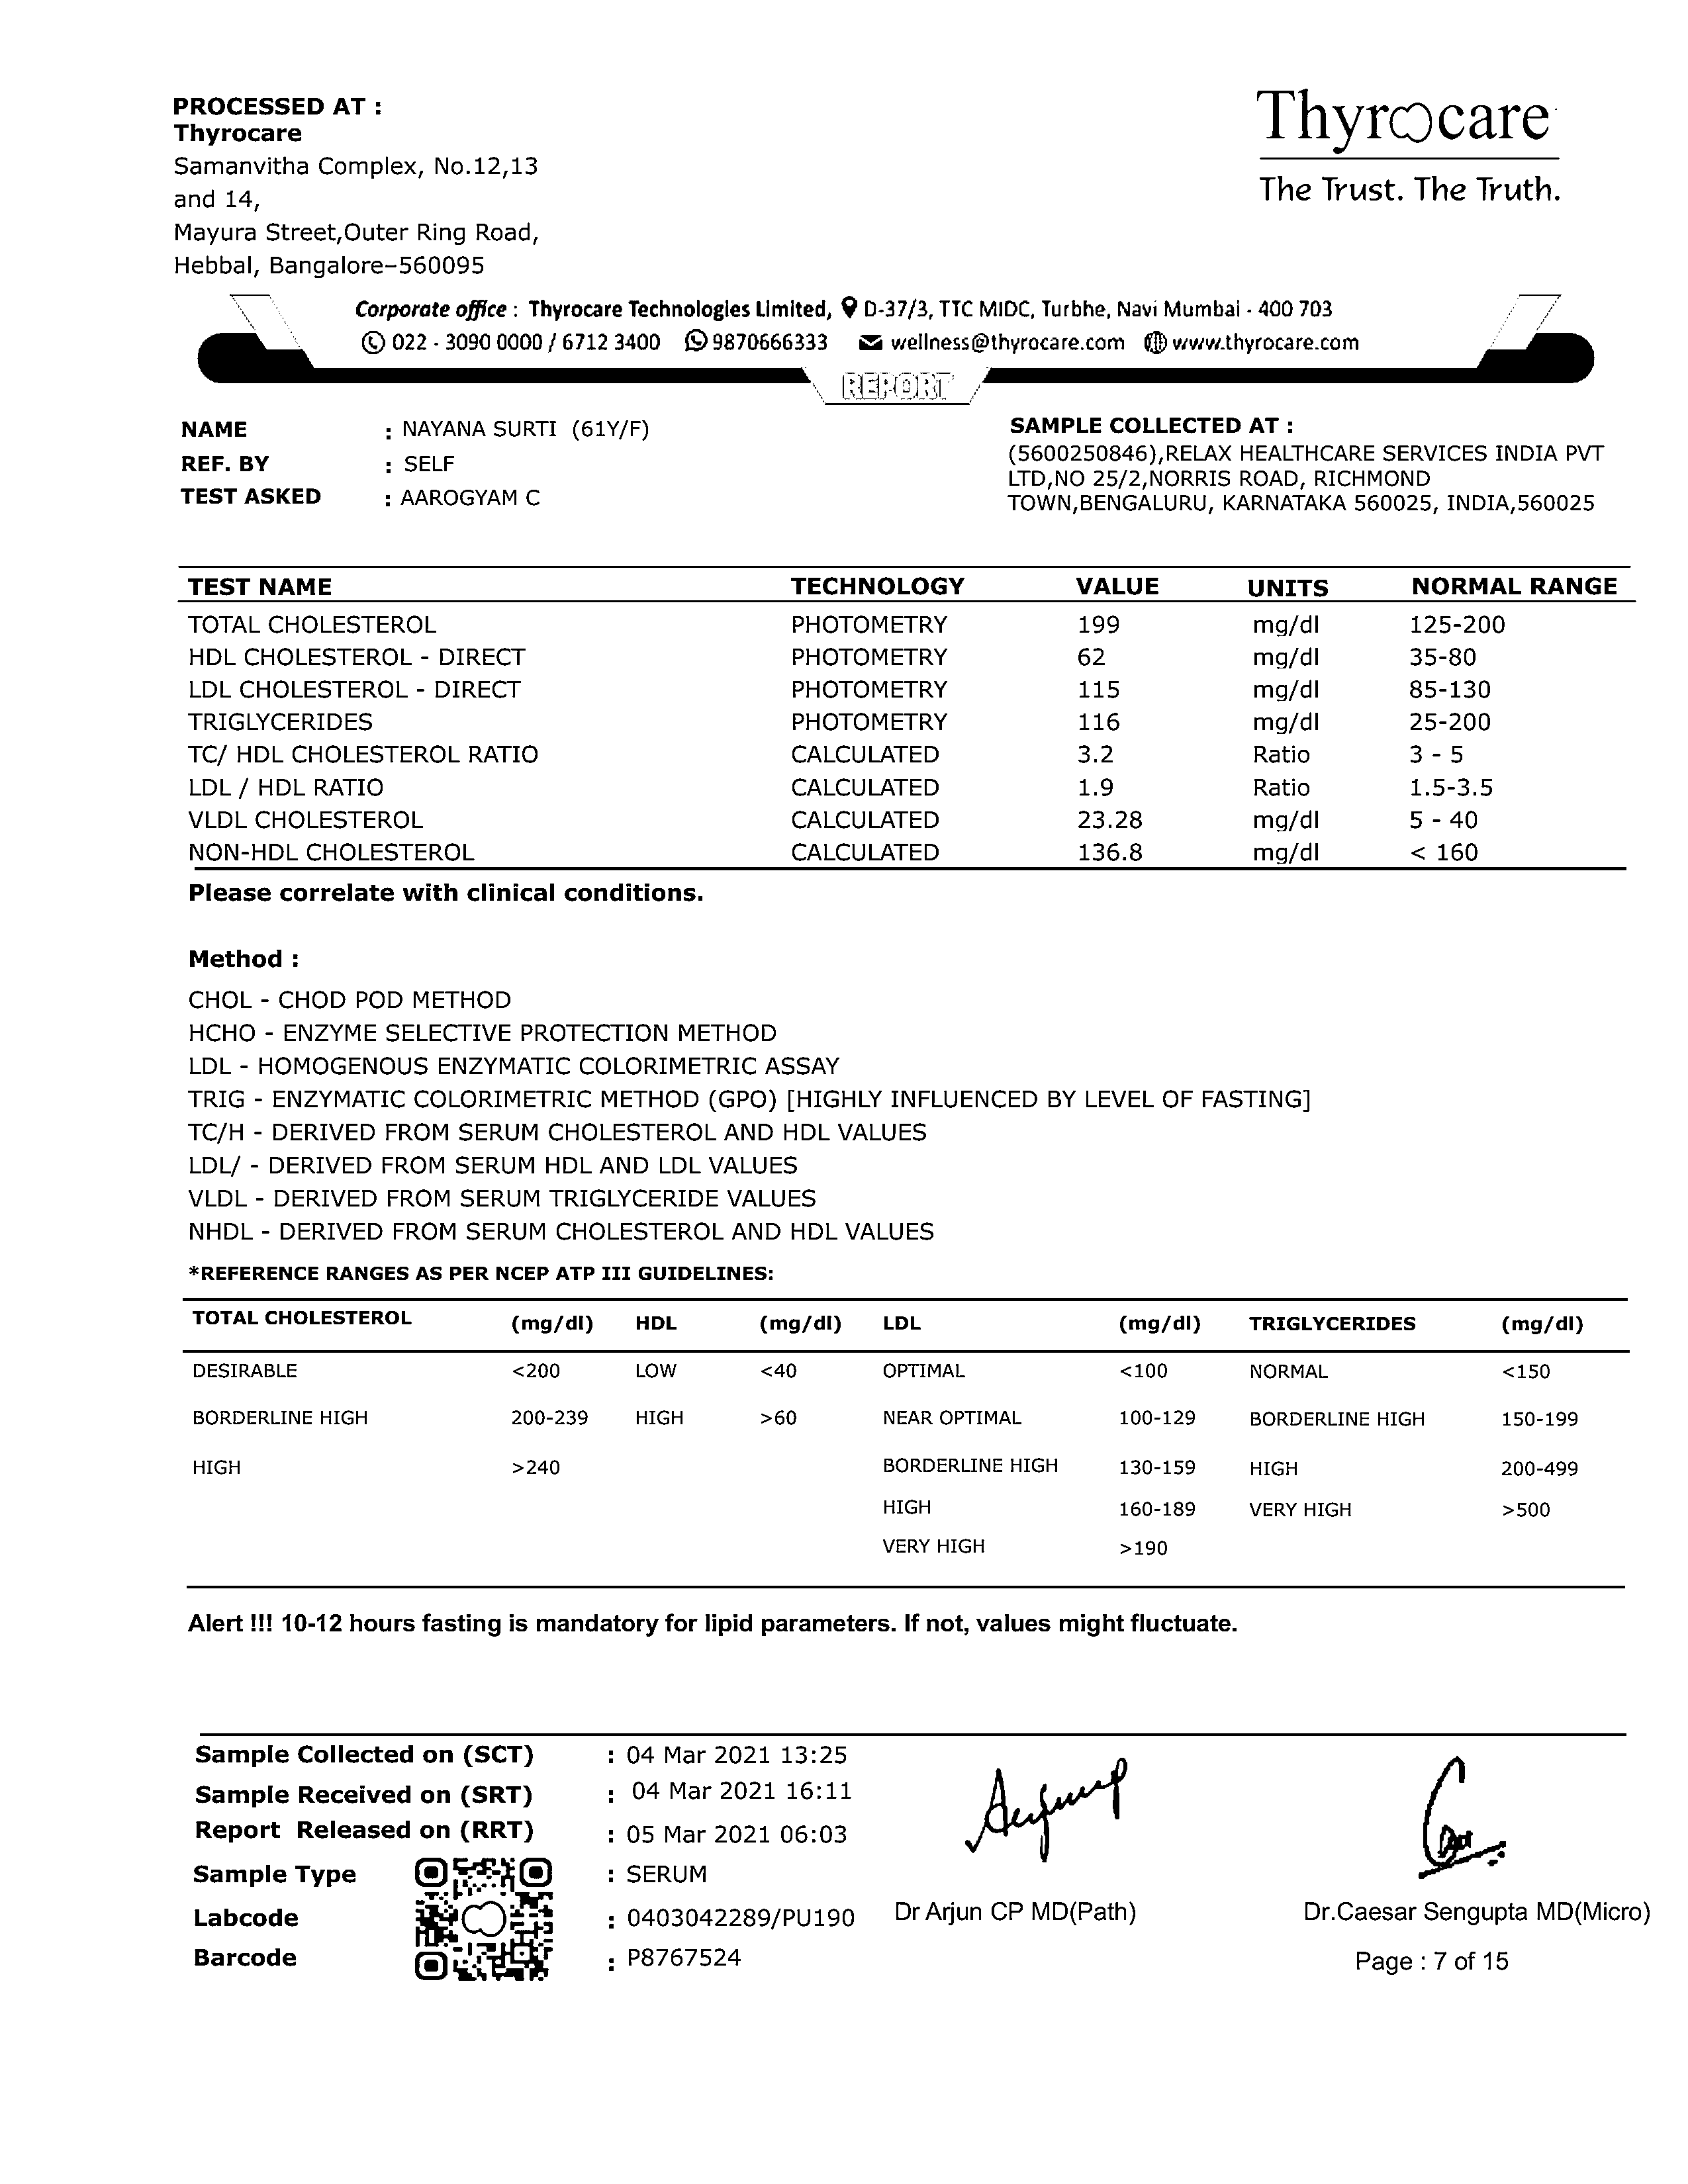 PROCESSED AT :
Thyrocare
Samanvitha Complex, No.12,13
and 14,
Mayura Street,Outer Ring Road,
Hebbal, Bangalore-560095
Thyrocare
The Trust. The Truth.
Corporate office : Thyrocare Technologies Limited, D-37/3, TTC MIDC, Turbhe, Navi Mumbai - 400 703
022 - 3090 0000 / 6712 3400 9870666333 wellness@thyrocare.com www.thyrocare.com
REPORT
NAME : NAYANA SURTI (61Y/F)
REF. BY : SELF
TEST ASKED : AAROGYAM C
SAMPLE COLLECTED AT :
(5600250846),RELAX HEALTHCARE SERVICES INDIA PVT
LTD,NO 25/2,NORRIS ROAD, RICHMOND
TOWN,BENGALURU, KARNATAKA 560025, INDIA,560025
TEST NAME TECHNOLOGY VALUE UNITS NORMAL RANGE
TOTAL CHOLESTEROL PHOTOMETRY 199 mg/dl 125-200
HDL CHOLESTEROL - DIRECT PHOTOMETRY 62 mg/dl 35-80
LDL CHOLESTEROL - DIRECT PHOTOMETRY 115 mg/dl 85-130
TRIGLYCERIDES PHOTOMETRY 116 mg/dl 25-200
TC/ HDL CHOLESTEROL RATIO CALCULATED 3.2 Ratio 3 - 5
LDL / HDL RATIO CALCULATED 1.9 Ratio 1.5-3.5
VLDL CHOLESTEROL CALCULATED 23.28 mg/dl 5 - 40
NON-HDL CHOLESTEROL CALCULATED 136.8 mg/dl < 160
Please correlate with clinical conditions.
Method :
CHOL - CHOD POD METHOD
HCHO - ENZYME SELECTIVE PROTECTION METHOD
LDL - HOMOGENOUS ENZYMATIC COLORIMETRIC ASSAY
TRIG - ENZYMATIC COLORIMETRIC METHOD (GPO) [HIGHLY INFLUENCED BY LEVEL OF FASTING]
TC/H - DERIVED FROM SERUM CHOLESTEROL AND HDL VALUES
LDL/ - DERIVED FROM SERUM HDL AND LDL VALUES
VLDL - DERIVED FROM SERUM TRIGLYCERIDE VALUES
NHDL - DERIVED FROM SERUM CHOLESTEROL AND HDL VALUES
*REFERENCE RANGES AS PER NCEP ATP III GUIDELINES:
TOTAL CHOLESTEROL (mg/dl) HDL (mg/dl) LDL (mg/dl) TRIGLYCERIDES (mg/dl)
DESIRABLE <200 LOW <40 OPTIMAL <100 NORMAL <150
BORDERLINE HIGH 200-239 HIGH >60 NEAR OPTIMAL 100-129 BORDERLINE HIGH 150-199
HIGH >240 BORDERLINE HIGH 130-159 HIGH 200-499
HIGH 160-189 VERY HIGH >500
VERY HIGH >190
Alert !!! 10-12 hours fasting is mandatory for lipid parameters. If not, values might fluctuate.
Sample Collected on (SCT) : 04 Mar 2021 13:25
Sample Received on (SRT) : 04 Mar 2021 16:11
Report Released on (RRT) : 05 Mar 2021 06:03
Sample Type : SERUM
Labcode : 0403042289/PU190
Barcode : P8767524
Dr Arjun CP MD(Path)
Dr.Caesar Sengupta MD(Micro)
Page : 7 of 15